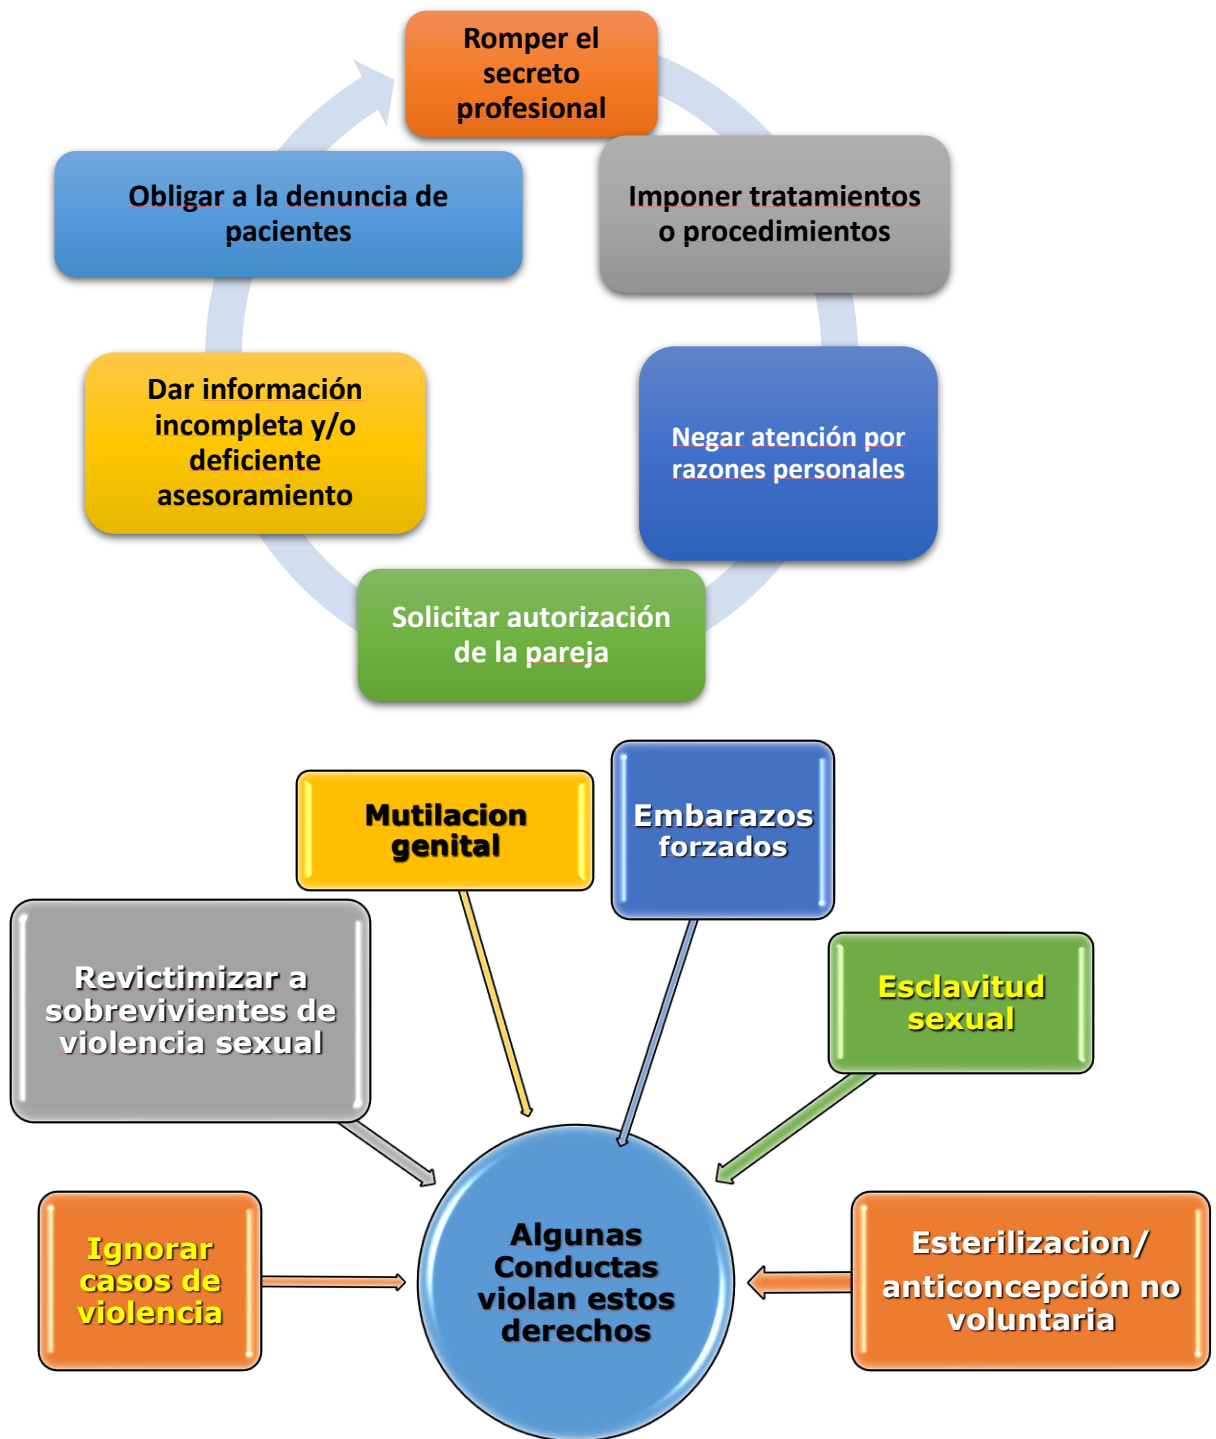 Romper el
secreto
profesional
Imponer tratamientos
o procedimientos
Negar atención por
razones personales
Solicitar autorización
de la pareja
Dar información
incompleta y/o
deficiente
asesoramiento
Obligar a la denuncia de
pacientes
Mutilacion
genital
Embarazos
forzados
Revictimizar a
sobrevivientes de
violencia sexual
Esclavitud
sexual
Ignorar
casos de
violencia
Algunas
Conductas
violan estos
derechos
Esterilizacion/
anticoncepción no
voluntaria